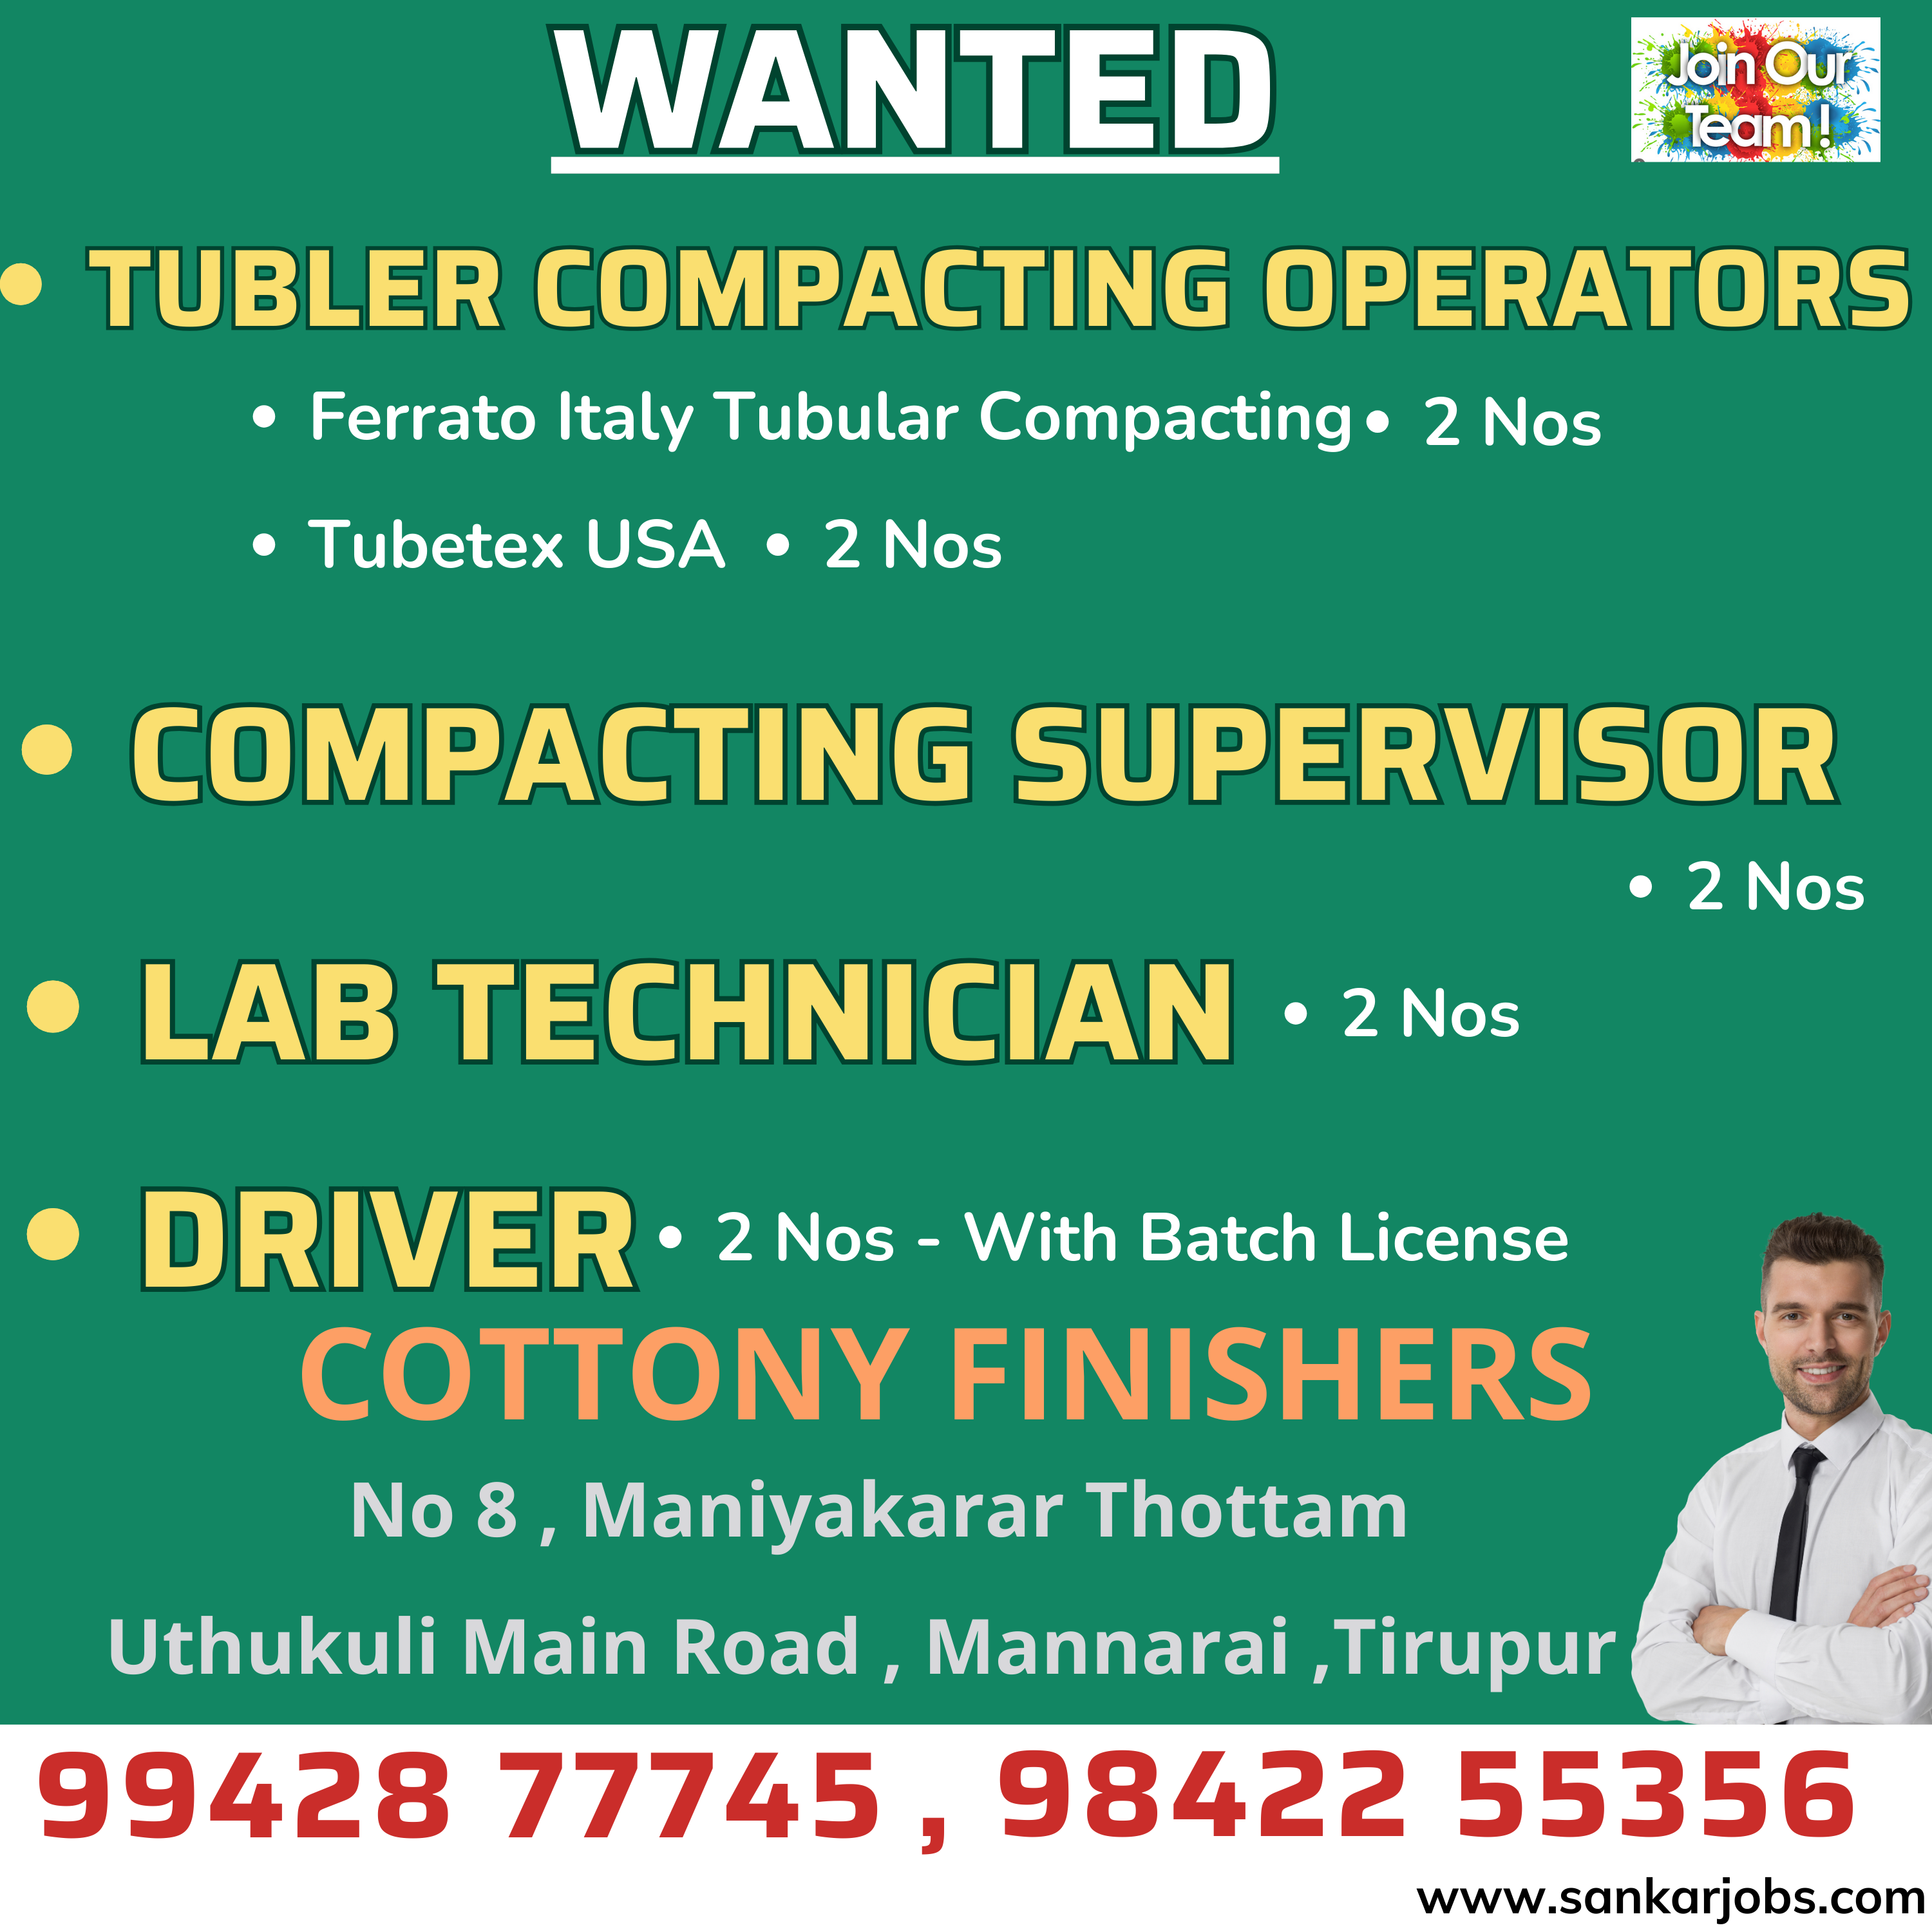 WANTED
Join Our
Team!
• TUBLER COMPACTING OPERATORS
• Ferrato Italy Tubular Compacting • 2 Nos
• Tubetex USA • 2 Nos
• COMPACTING SUPERVISOR
• 2 Nos
• LAB TECHNICIAN • 2 Nos
• DRIVER • 2 Nos - With Batch License
COTTONY FINISHERS
No 8 , Maniyakarar Thottam
Uthukuli Main Road , Mannarai ,Tirupur
99428 77745 , 98422 55356
www.sankarjobs.com